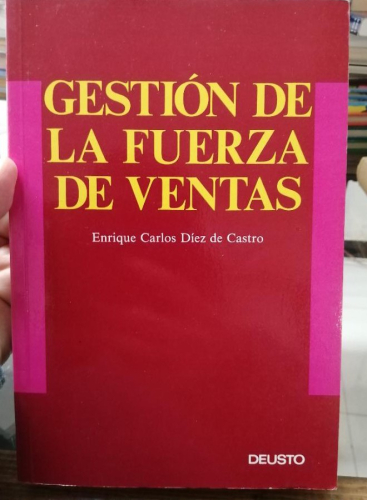 GESTIÓN DE
LA FUERZA
DE VENTAS
Enrique Carlos Díez de Castro
DEUSTO